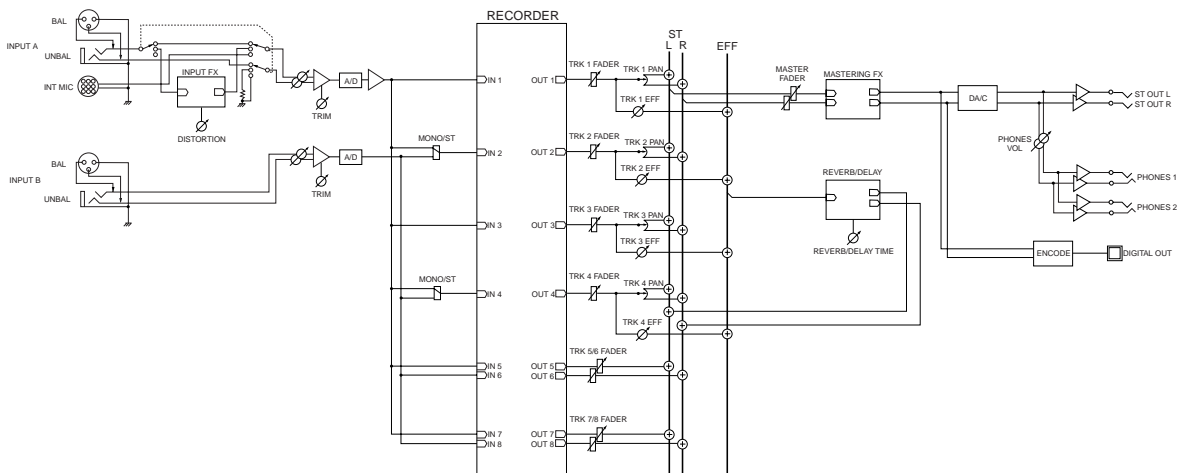 RECORDER
BAL
INPUT A
UNBAL
INT MIC
INPUT FX
DISTORTION
TRIM
A/D
BAL
INPUT B
UNBAL
TRIM
A/D
MONO/ST
MONO/ST
IN 1
IN 2
IN 3
IN 4
IN 5
IN 6
IN 7
IN 8
OUT 1
OUT 2
OUT 3
OUT 4
OUT 5
OUT 6
OUT 7
OUT 8
TRK 1 FADER
TRK 1 PAN
TRK 1 EFF
TRK 2 FADER
TRK 2 PAN
TRK 2 EFF
TRK 3 FADER
TRK 3 PAN
TRK 3 EFF
TRK 4 FADER
TRK 4 PAN
TRK 4 EFF
TRK 5/6 FADER
TRK 7/8 FADER
ST
L R
EFF
MASTER
FADER
MASTERING FX
REVERB/DELAY
REVERB/DELAY TIME
DA/C
PHONES
VOL
ENCODE
ST OUT L
ST OUT R
PHONES 1
PHONES 2
DIGITAL OUT